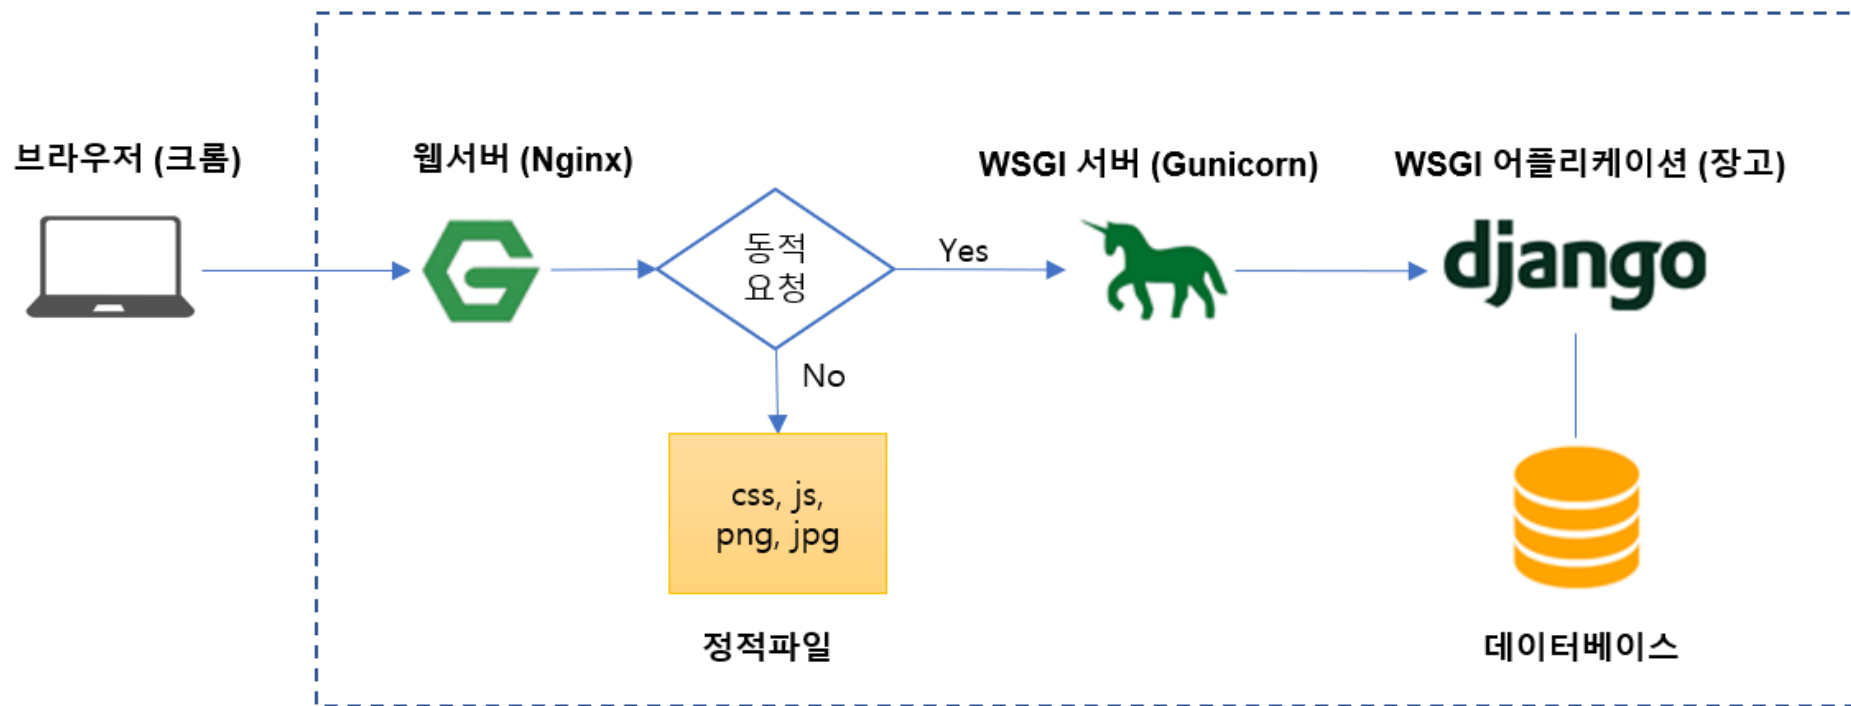 브라우저 (크롬)
웹서버 (Nginx)
WSGI 서버 (Gunicorn)
WSGI 어플리케이션 (장고)
동적
요청
Yes
django
No
css, js,
png, jpg
정적파일
데이터베이스